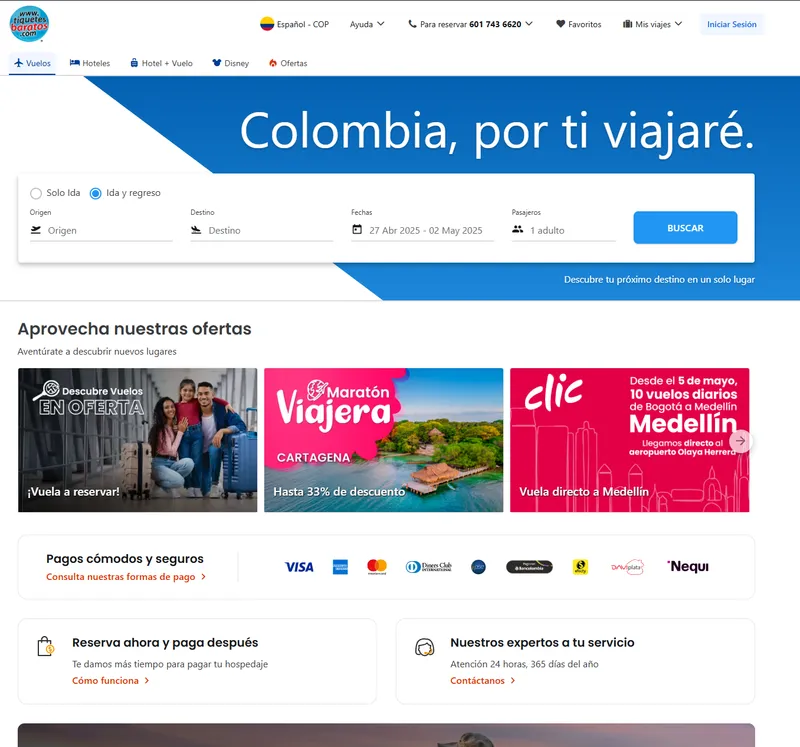 www.
tiquetes
baratos
.com
Español - COP
Ayuda
Para reservar 601 743 6620
Favoritos
Mis viajes
Iniciar Sesión
Vuelos
Hoteles
Hotel + Vuelo
Disney
Ofertas
Colombia, por ti viajaré.
Solo Ida
Ida y regreso
Origen
Destino
Fechas
Pasajeros
Origen
Destino
27 Abr 2025 - 02 May 2025
1 adulto
BUSCAR
Descubre tu próximo destino en un solo lugar
Aprovecha nuestras ofertas
Aventúrate a descubrir nuevos lugares
Descubre Vuelos
EN OFERTA
¡Vuela a reservar!
Maratón
Viajera
CARTAGENA
Hasta 33% de descuento
clic
Desde el 5 de mayo,
10 vuelos diarios
de Bogotá a Medellín
Medellín
Llegamos directo al
aeropuerto Olaya Herrera
Vuela directo a Medellín
Pagos cómodos y seguros
Consulta nuestras formas de pago
VISA
Diners Club
INTERNATIONAL
Bancolombia
DAVIplata
Nequi
Reserva ahora y paga después
Te damos más tiempo para pagar tu hospedaje
Cómo funciona
Nuestros expertos a tu servicio
Atención 24 horas, 365 días del año
Contáctanos